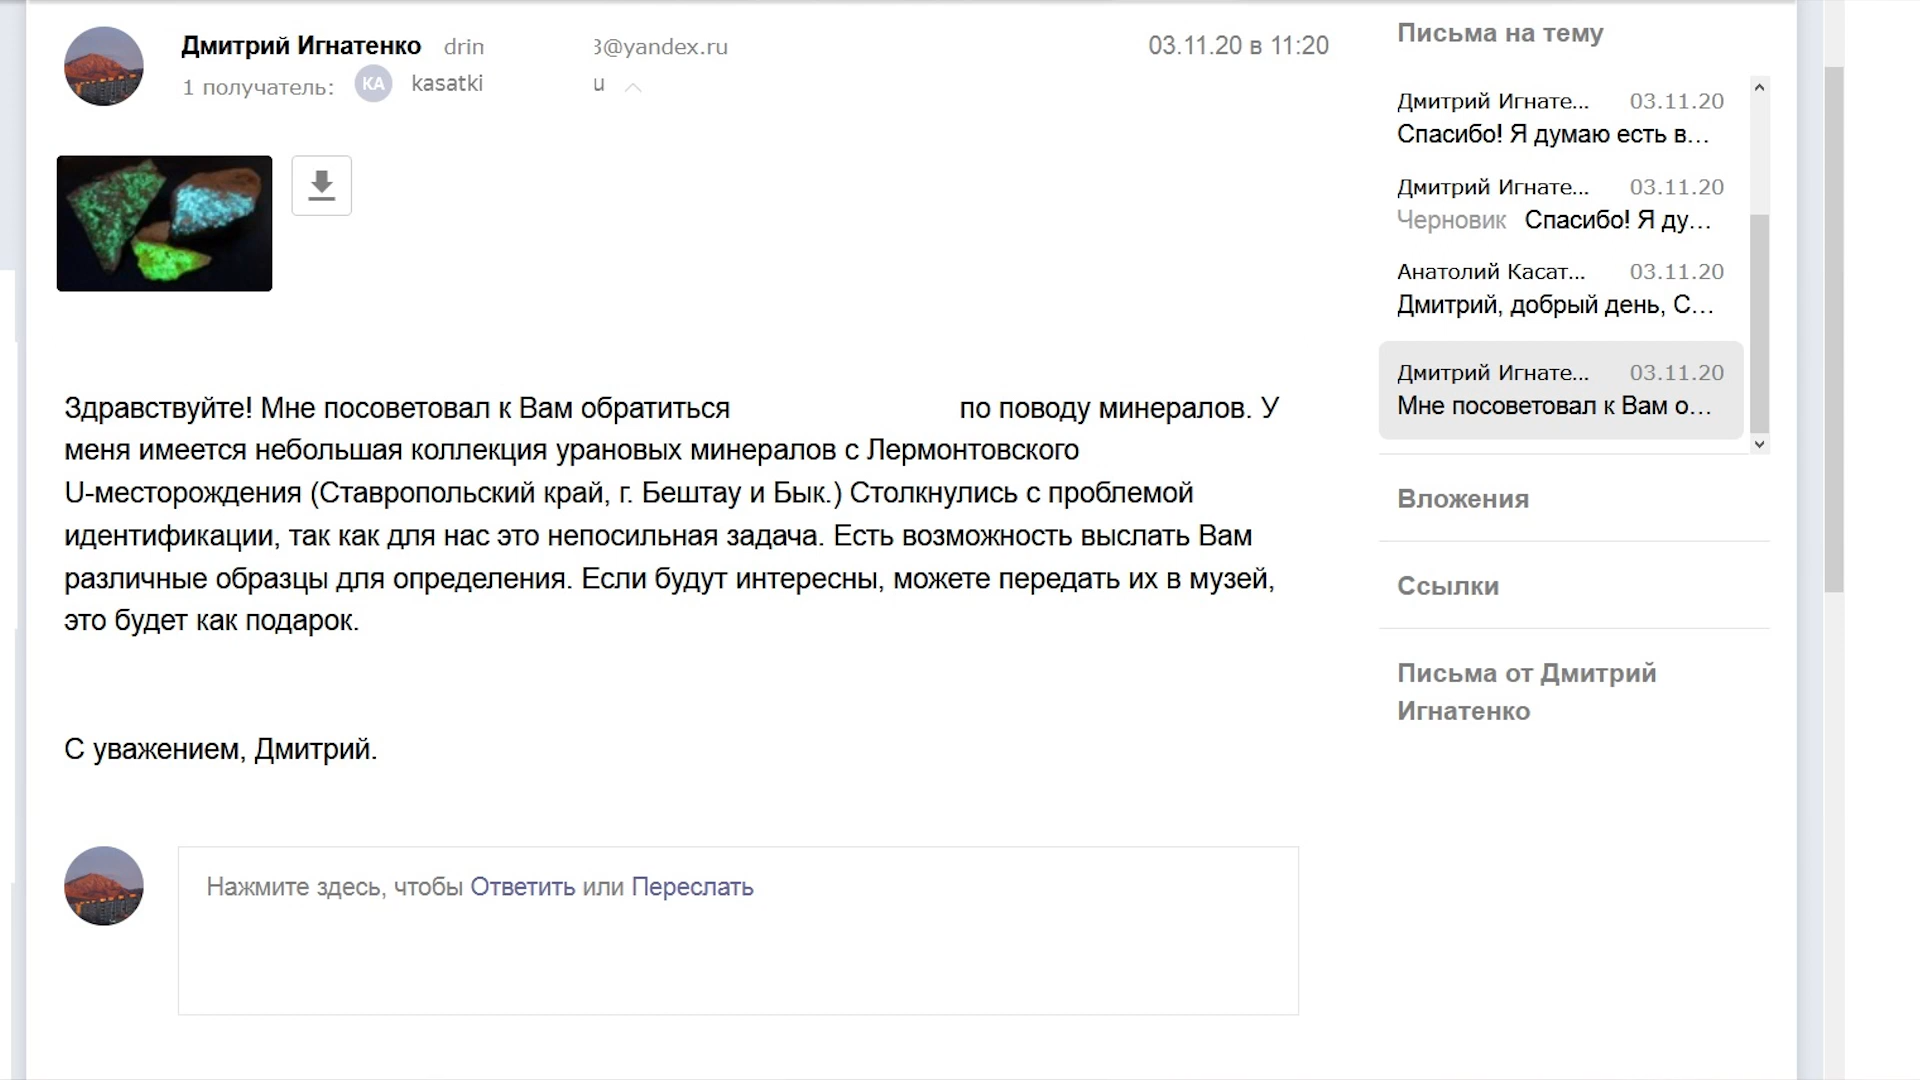 Дмитрий Игнатенко drin 3@yandex.ru 03.11.20 в 11:20
1 получатель: KA kasatki u
Здравствуйте! Мне посоветовал к Вам обратиться по поводу минералов. У
меня имеется небольшая коллекция урановых минералов с Лермонтовского
U-месторождения (Ставропольский край, г. Бештау и Бык.) Столкнулись с проблемой
идентификации, так как для нас это непосильная задача. Есть возможность выслать Вам
различные образцы для определения. Если будут интересны, можете передать их в музей,
это будет как подарок.
С уважением, Дмитрий.
Нажмите здесь, чтобы Ответить или Переслать
Письма на тему
Дмитрий Игнате... 03.11.20
Спасибо! Я думаю есть в...
Дмитрий Игнате... 03.11.20
Черновик Спасибо! Я ду...
Анатолий Касат... 03.11.20
Дмитрий, добрый день, С...
Дмитрий Игнате... 03.11.20
Мне посоветовал к Вам о...
Вложения
Ссылки
Письма от Дмитрий
Игнатенко